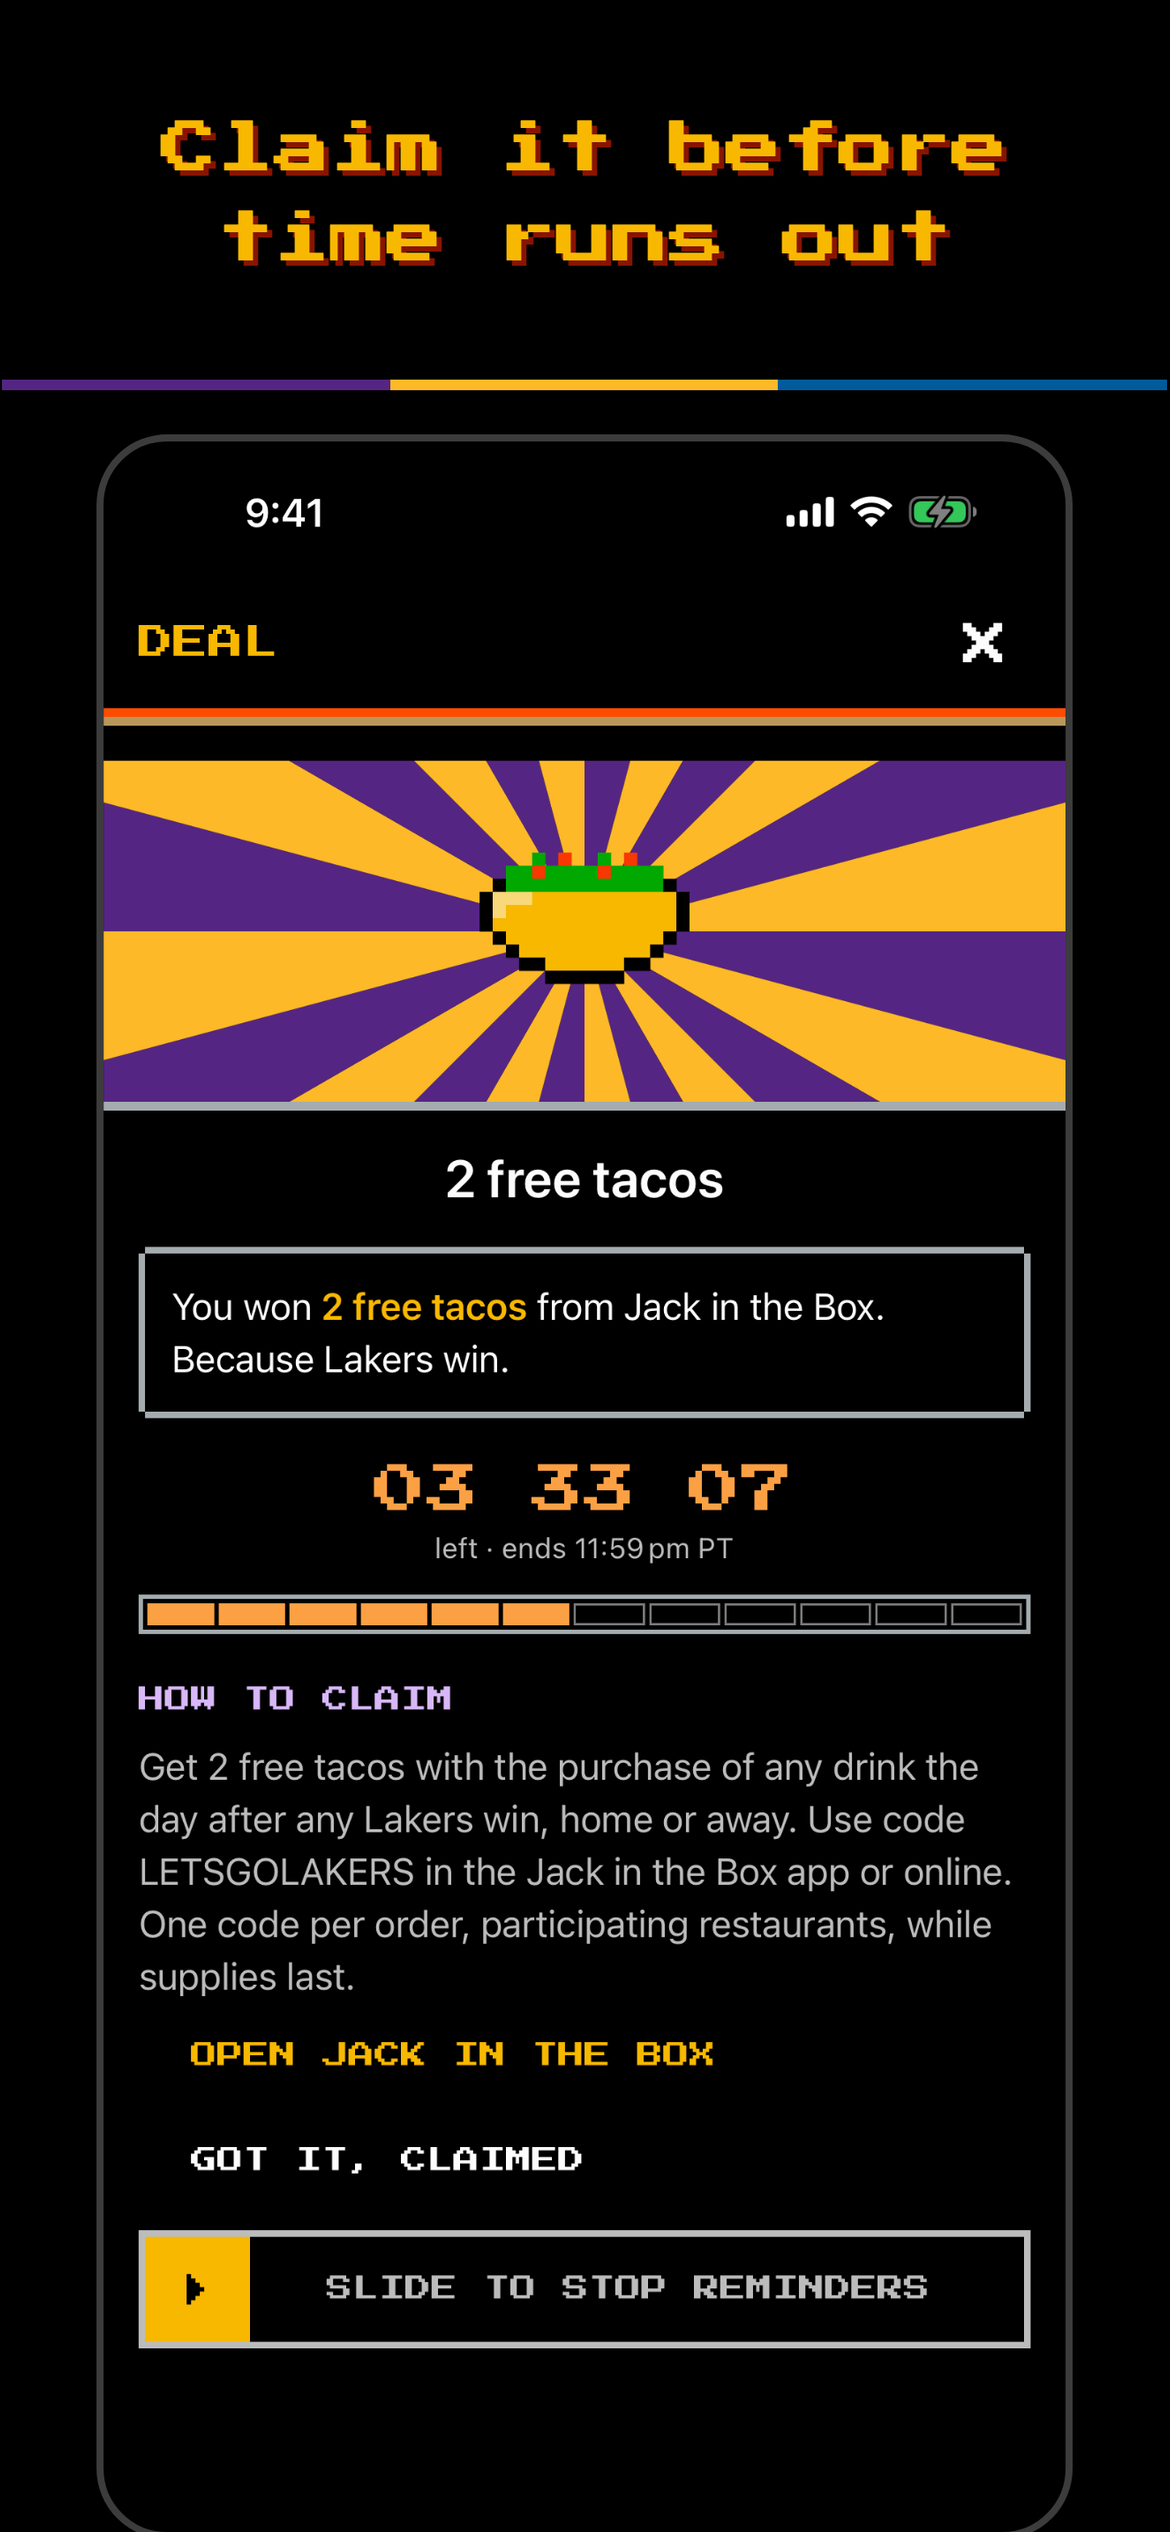 Claim it before
time runs out
9:41
DEAL
2 free tacos
You won 2 free tacos from Jack in the Box.
Because Lakers win.
03 33 07
left · ends 11:59 pm PT
HOW TO CLAIM
Get 2 free tacos with the purchase of any drink the
day after any Lakers win, home or away. Use code
LETSGOLAKERS in the Jack in the Box app or online.
One code per order, participating restaurants, while
supplies last.
OPEN JACK IN THE BOX
GOT IT, CLAIMED
SLIDE TO STOP REMINDERS